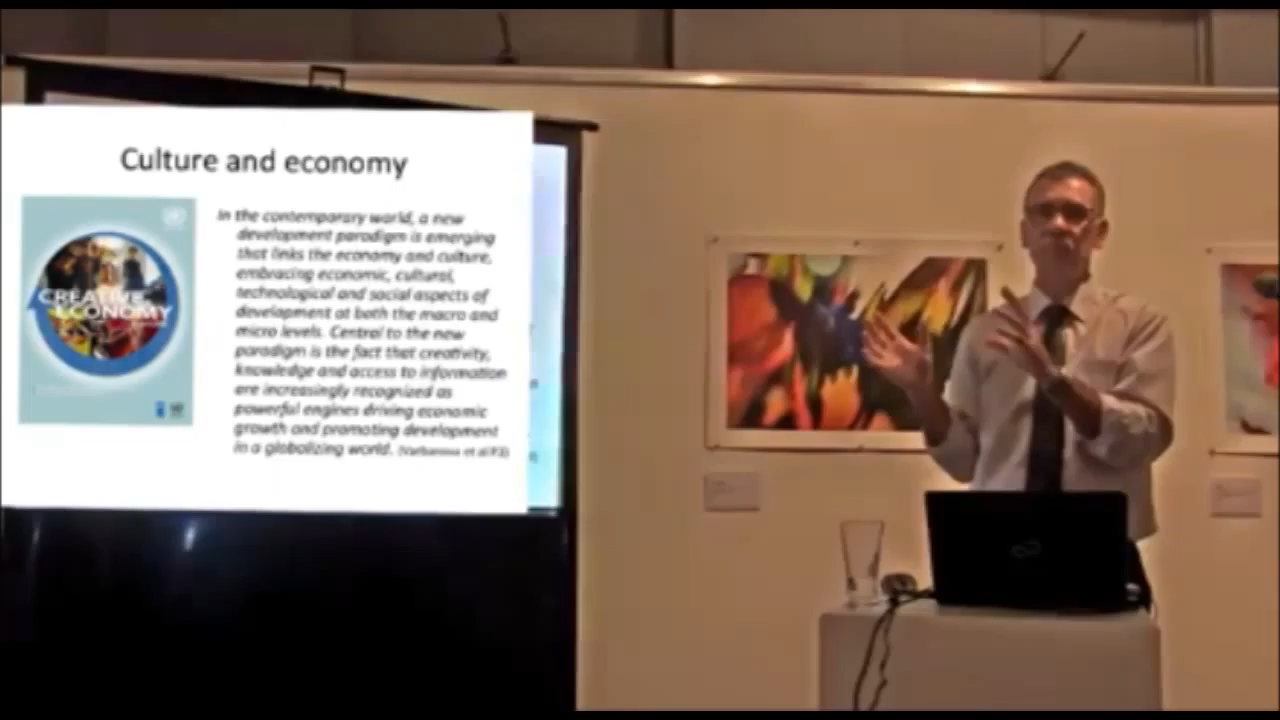 Culture and economy
In the contemporary world, a new
development paradigm is emerging
that links the economy and culture,
embracing economic, cultural,
technological and social aspects of
development at both the macro and
micro levels. Central to the new
paradigm is the fact that creativity,
knowledge and access to information
are increasingly recognized as
powerful engines driving economic
growth and promoting development
in a globalizing world.
CREATIVE
ECONOMY